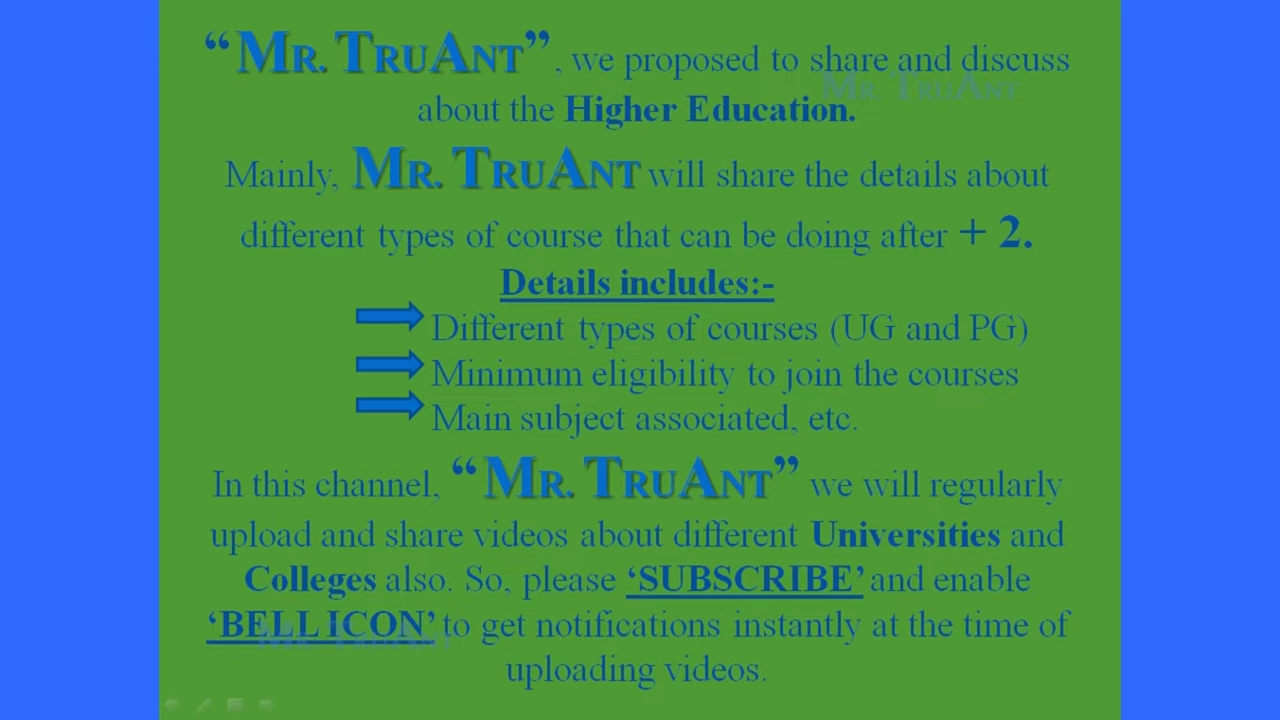 “MR. TRUANT”, we proposed to share and discuss
MR. TRUANT
about the Higher Education.
Mainly, MR. TRUANT will share the details about
different types of course that can be doing after + 2.
Details includes:-
Different types of courses (UG and PG)
Minimum eligibility to join the courses
Main subject associated, etc.
In this channel, “MR. TRUANT” we will regularly
upload and share videos about different Universities and
Colleges also. So, please ‘SUBSCRIBE’ and enable
‘BELL ICON’ to get notifications instantly at the time of
MR. TRUANT
uploading videos.